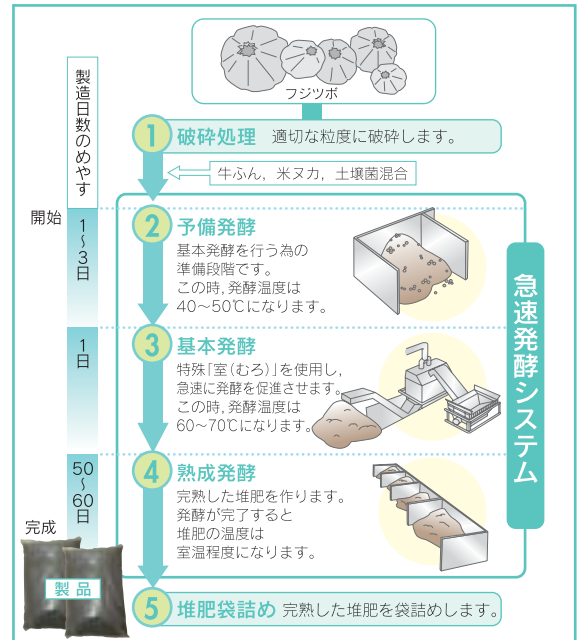 フジツボ
製造日数のめやす
1 破砕処理 適切な粒度に破砕します。
牛ふん，米ヌカ，土壌菌混合
開始
1〜3日
2 予備発酵
基本発酵を行う為の
準備段階です。
この時，発酵温度は
40〜50℃になります。
急速発酵システム
1日
3 基本発酵
特殊「室（むろ）」を使用し，
急速に発酵を促進させます。
この時，発酵温度は
60〜70℃になります。
50〜60日
4 熟成発酵
完熟した堆肥を作ります。
発酵が完了すると
堆肥の温度は
室温程度になります。
完成
製品
5 堆肥袋詰め 完熟した堆肥を袋詰めします。